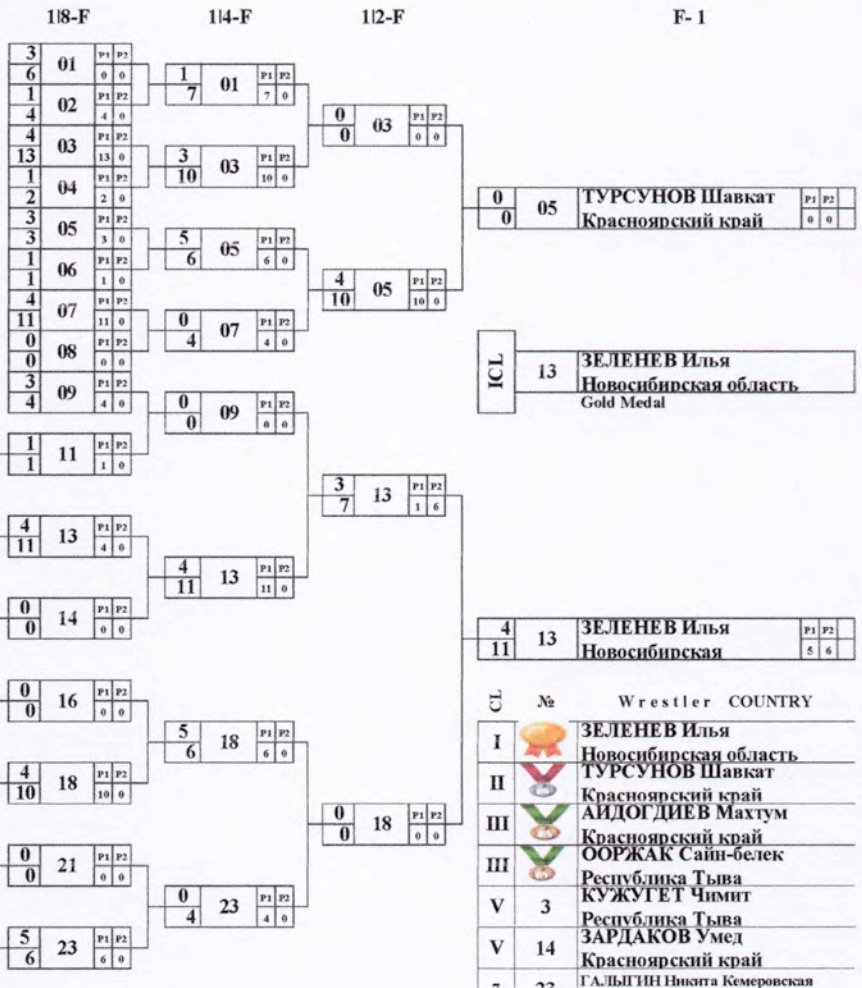 1|8-F 1|4-F 1|2-F F- 1
3 6 01 P1 P2 0 0
1 4 02 P1 P2 4 0
4 13 03 P1 P2 13 0
1 2 04 P1 P2 2 0
3 3 05 P1 P2 3 0
1 1 06 P1 P2 1 0
4 11 07 P1 P2 11 0
0 0 08 P1 P2 0 0
3 4 09 P1 P2 4 0
1 1 11 P1 P2 1 0
4 11 13 P1 P2 4 0
0 0 14 P1 P2 0 0
0 0 16 P1 P2 0 0
4 10 18 P1 P2 10 0
0 0 21 P1 P2 0 0
5 6 23 P1 P2 6 0
1 7 01 P1 P2 7 0
3 10 03 P1 P2 10 0
5 6 05 P1 P2 6 0
0 4 07 P1 P2 4 0
0 0 09 P1 P2 0 0
4 11 13 P1 P2 11 0
5 6 18 P1 P2 6 0
0 4 23 P1 P2 4 0
0 0 03 P1 P2 0 0
4 10 05 P1 P2 10 0
3 7 13 P1 P2 1 6
0 0 18 P1 P2 0 0
0 0 05 ТУРСУНОВ Шавкат P1 P2
Красноярский край 0 0
ICL 13 ЗЕЛЕНЕВ Илья
Новосибирская область
Gold Medal
4 11 13 ЗЕЛЕНЕВ Илья P1 P2
Новосибирская 5 6
CL № Wrestler COUNTRY
I ЗЕЛЕНЕВ Илья
Новосибирская область
II ТУРСУНОВ Шавкат
Красноярский край
III АЙДОГДИЕВ Махтум
Красноярский край
III ООРЖАК Сайн-белек
Республика Тыва
V 3 КУЖУГЕТ Чимит
Республика Тыва
V 14 ЗАРДАКОВ Умед
Красноярский край
7 23 ГАЛЫГИН Никита Кемеровская